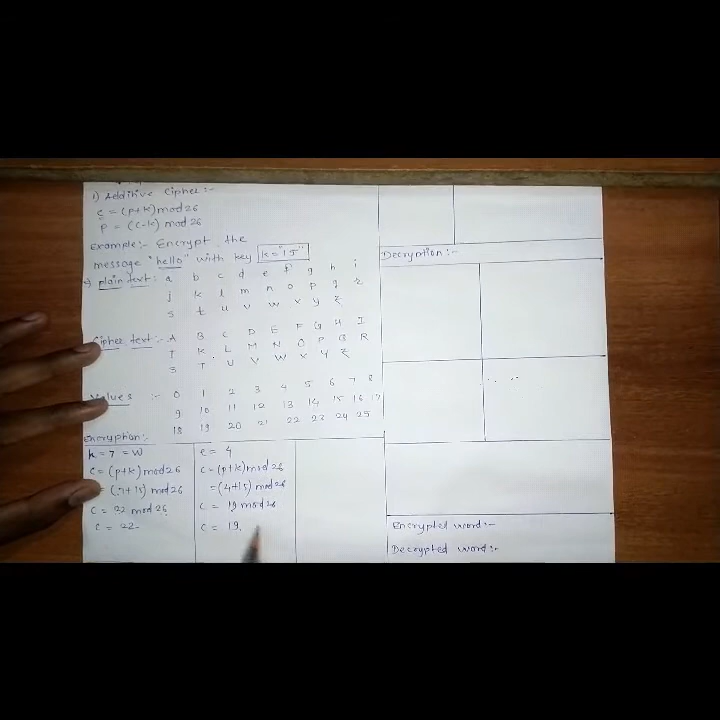 1) Additive Cipher:-
C = (P+K) mod 26
P = (C-K) mod 26
Example:- Encrypt the
message "hello" with key K="15"
plain text: a b c d e f g h i
j k l m n o p q r
s t u v w x y z
Cipher text:- A B C D E F G H I
J K L M N O P Q R
S T U V W X Y Z
Values :- 0 1 2 3 4 5 6 7 8
9 10 11 12 13 14 15 16 17
18 19 20 21 22 23 24 25
Encryption:-
h = 7 = W
C = (P+K) mod 26
= (7+15) mod 26
C = 22 mod 26
C = 22
e = 4
C = (P+K) mod 26
= (4+15) mod 26
C = 19 mod 26
C = 19.
Decryption:-
Encrypted word:-
Decrypted word:-